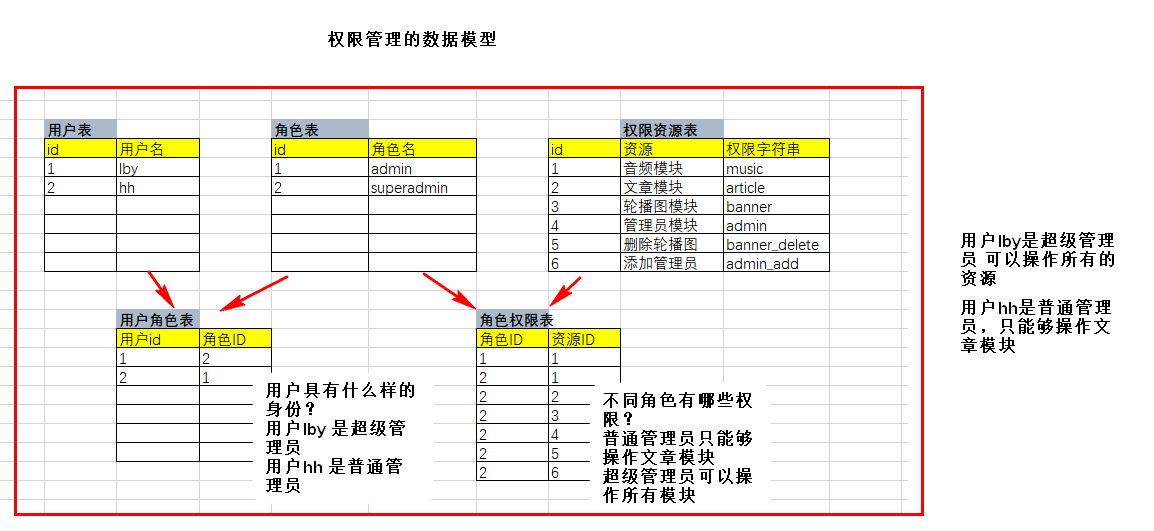 权限管理的数据模型
用户表
id 用户名
1 lby
2 hh
角色表
id 角色名
1 admin
2 superadmin
权限资源表
id 资源 权限字符串
1 音频模块 music
2 文章模块 article
3 轮播图模块 banner
4 管理员模块 admin
5 删除轮播图 banner_delete
6 添加管理员 admin_add
用户lby是超级管理
员 可以操作所有的
资源
用户hh是普通管理
员，只能够操作文
章模块
用户角色表
用户id 角色ID
1 2
2 1
用户具有什么样的
身份？
用户lby 是超级管
理员
用户hh 是普通管
理员
角色权限表
角色ID 资源ID
1 1
2 1
2 2
2 3
2 4
2 5
2 6
不同角色有哪些权
限？
普通管理员只能够
操作文章模块
超级管理员可以操
作所有模块